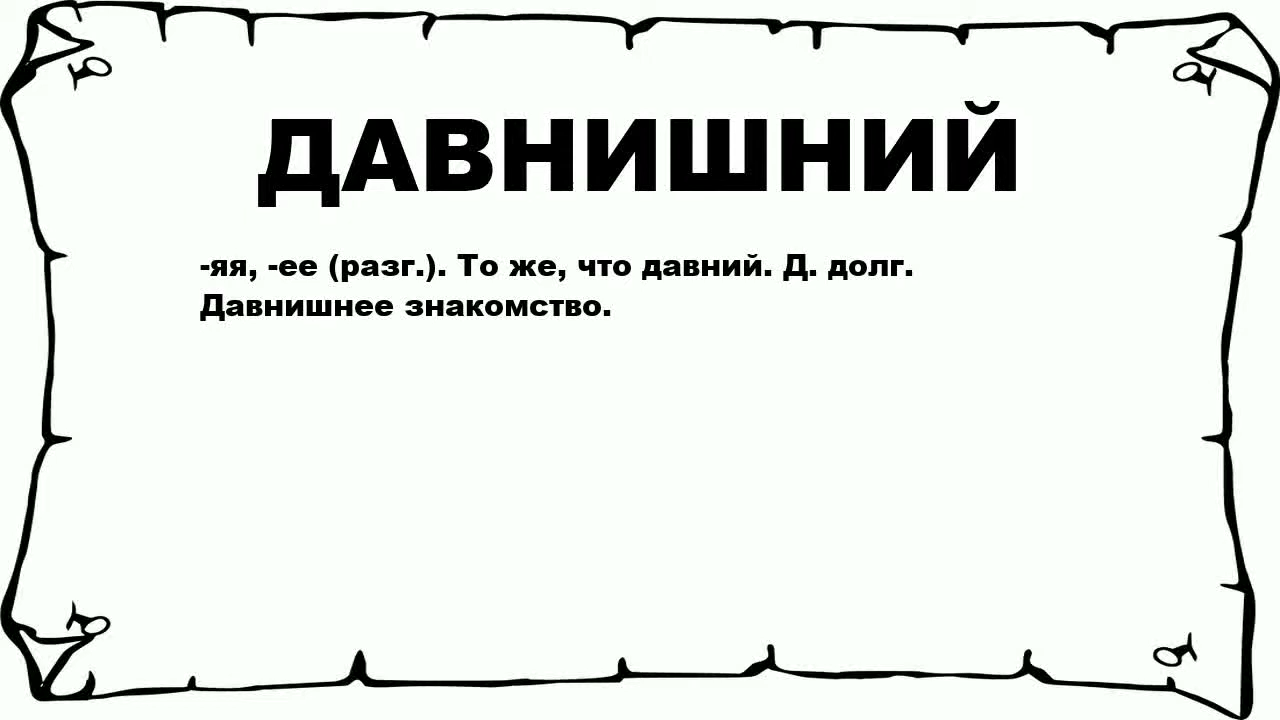 ДАВНИШНИЙ
-яя, -ее (разг.). То же, что давний. Д. долг.
Давнишнее знакомство.